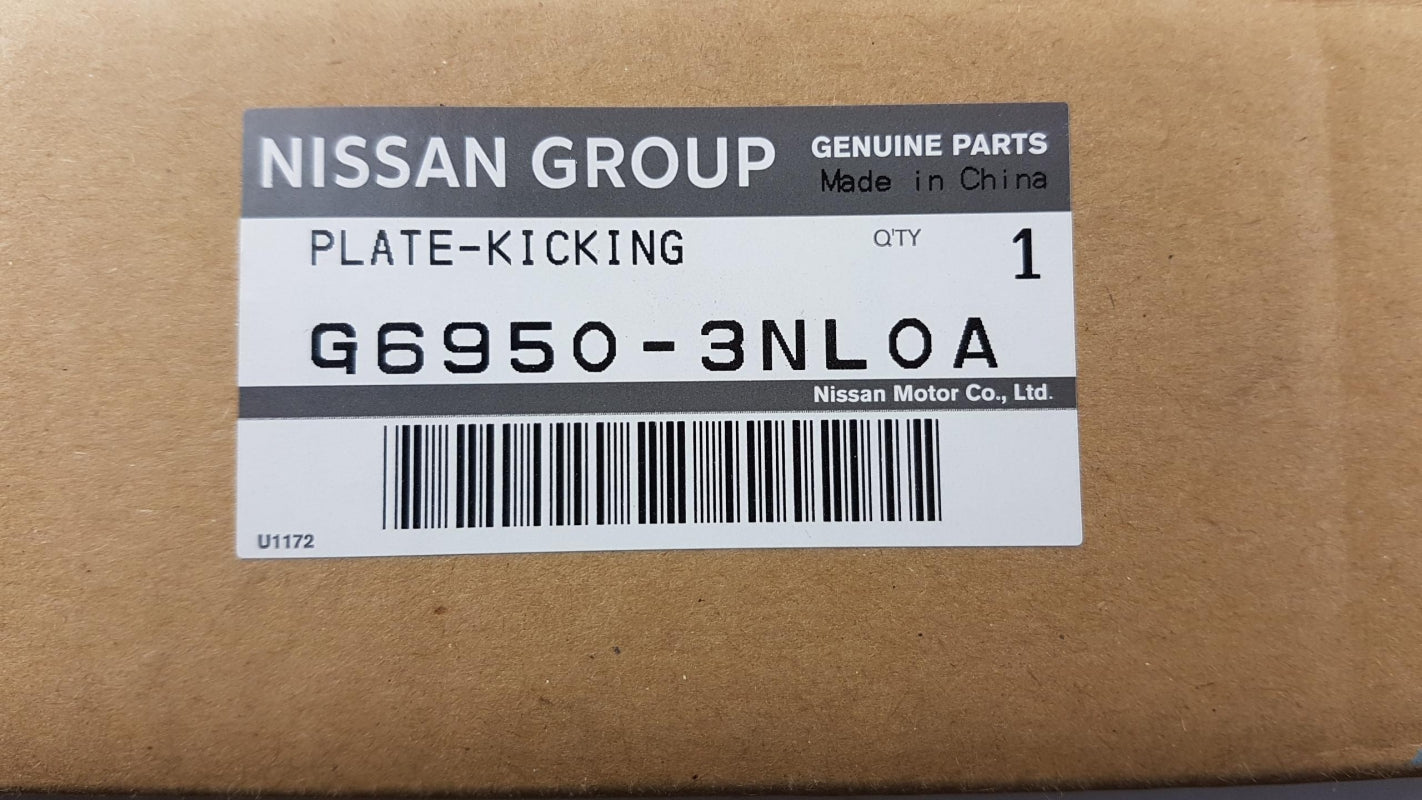 NISSAN GROUP
GENUINE PARTS
Made in China
PLATE-KICKING
Q'TY 1
G6950-3NL0A
Nissan Motor Co., Ltd.
U1172